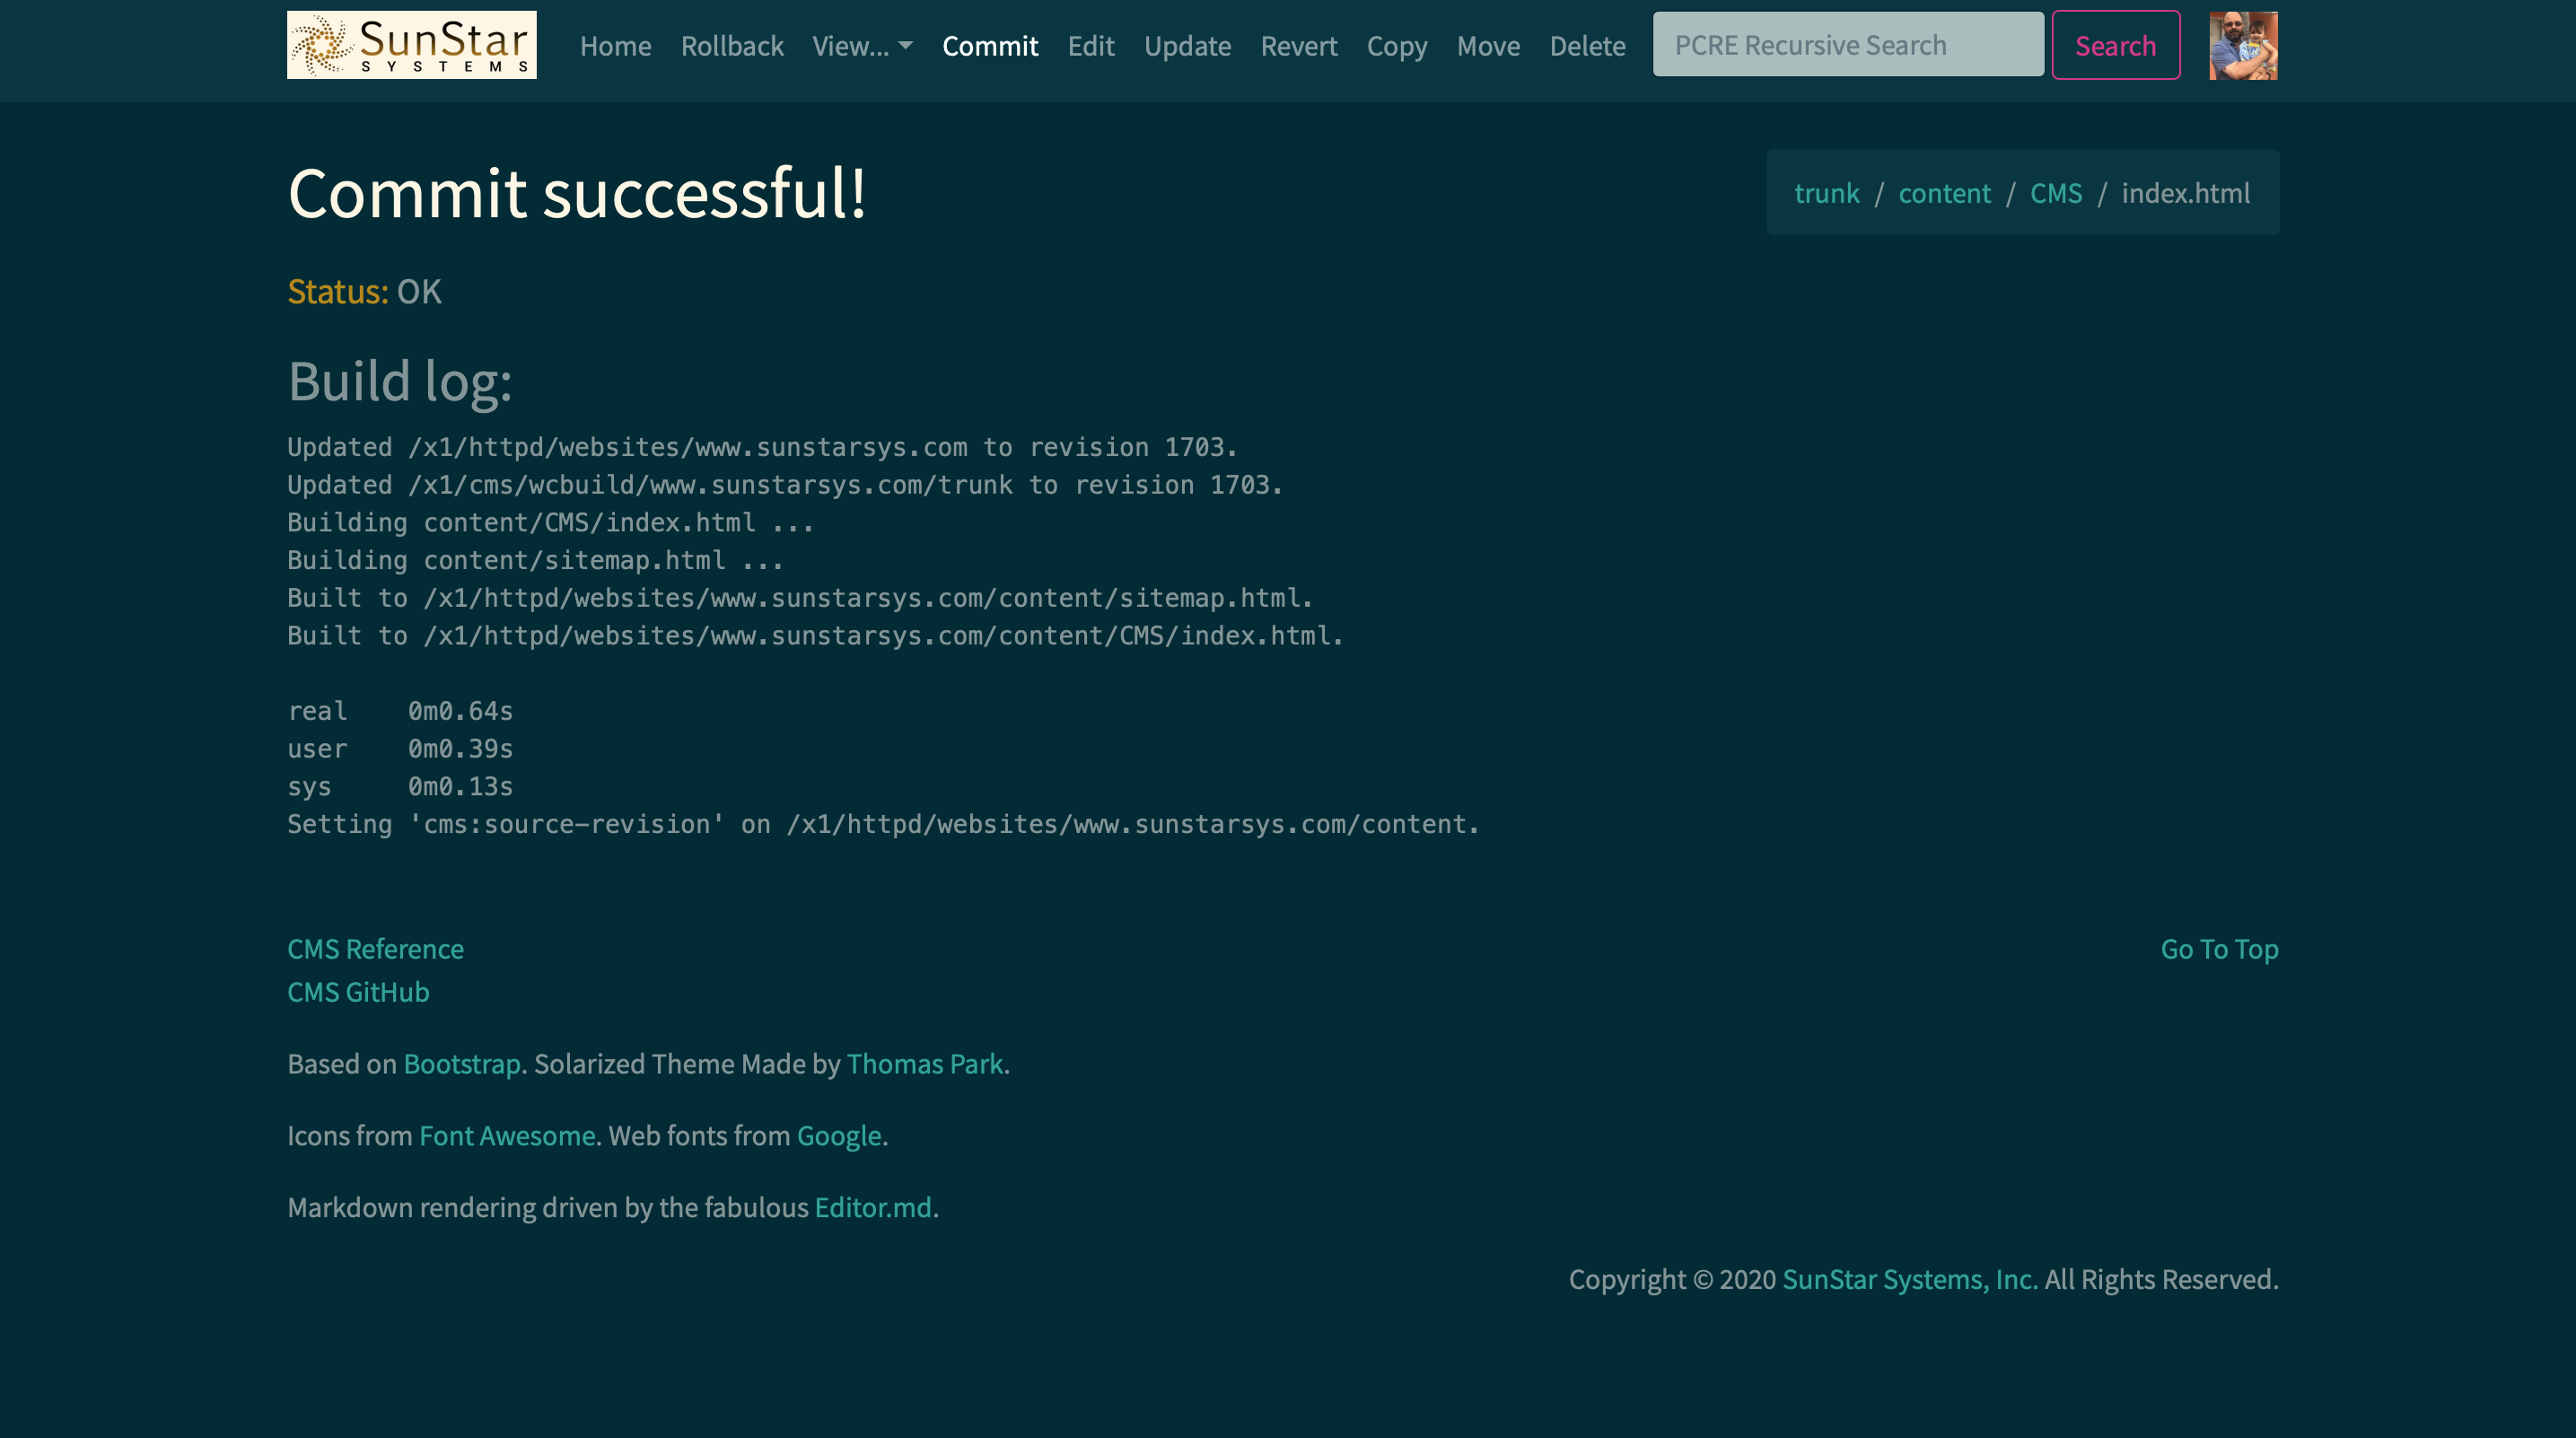 SunStar
SYSTEMS
Home Rollback View... Commit Edit Update Revert Copy Move Delete PCRE Recursive Search Search
Commit successful!
trunk / content / CMS / index.html
Status: OK
Build log:
Updated /x1/httpd/websites/www.sunstarsys.com to revision 1703.
Updated /x1/cms/wcbuild/www.sunstarsys.com/trunk to revision 1703.
Building content/CMS/index.html ...
Building content/sitemap.html ...
Built to /x1/httpd/websites/www.sunstarsys.com/content/sitemap.html.
Built to /x1/httpd/websites/www.sunstarsys.com/content/CMS/index.html.
real 0m0.64s
user 0m0.39s
sys 0m0.13s
Setting 'cms:source-revision' on /x1/httpd/websites/www.sunstarsys.com/content.
CMS Reference
Go To Top
CMS GitHub
Based on Bootstrap. Solarized Theme Made by Thomas Park.
Icons from Font Awesome. Web fonts from Google.
Markdown rendering driven by the fabulous Editor.md.
Copyright © 2020 SunStar Systems, Inc. All Rights Reserved.